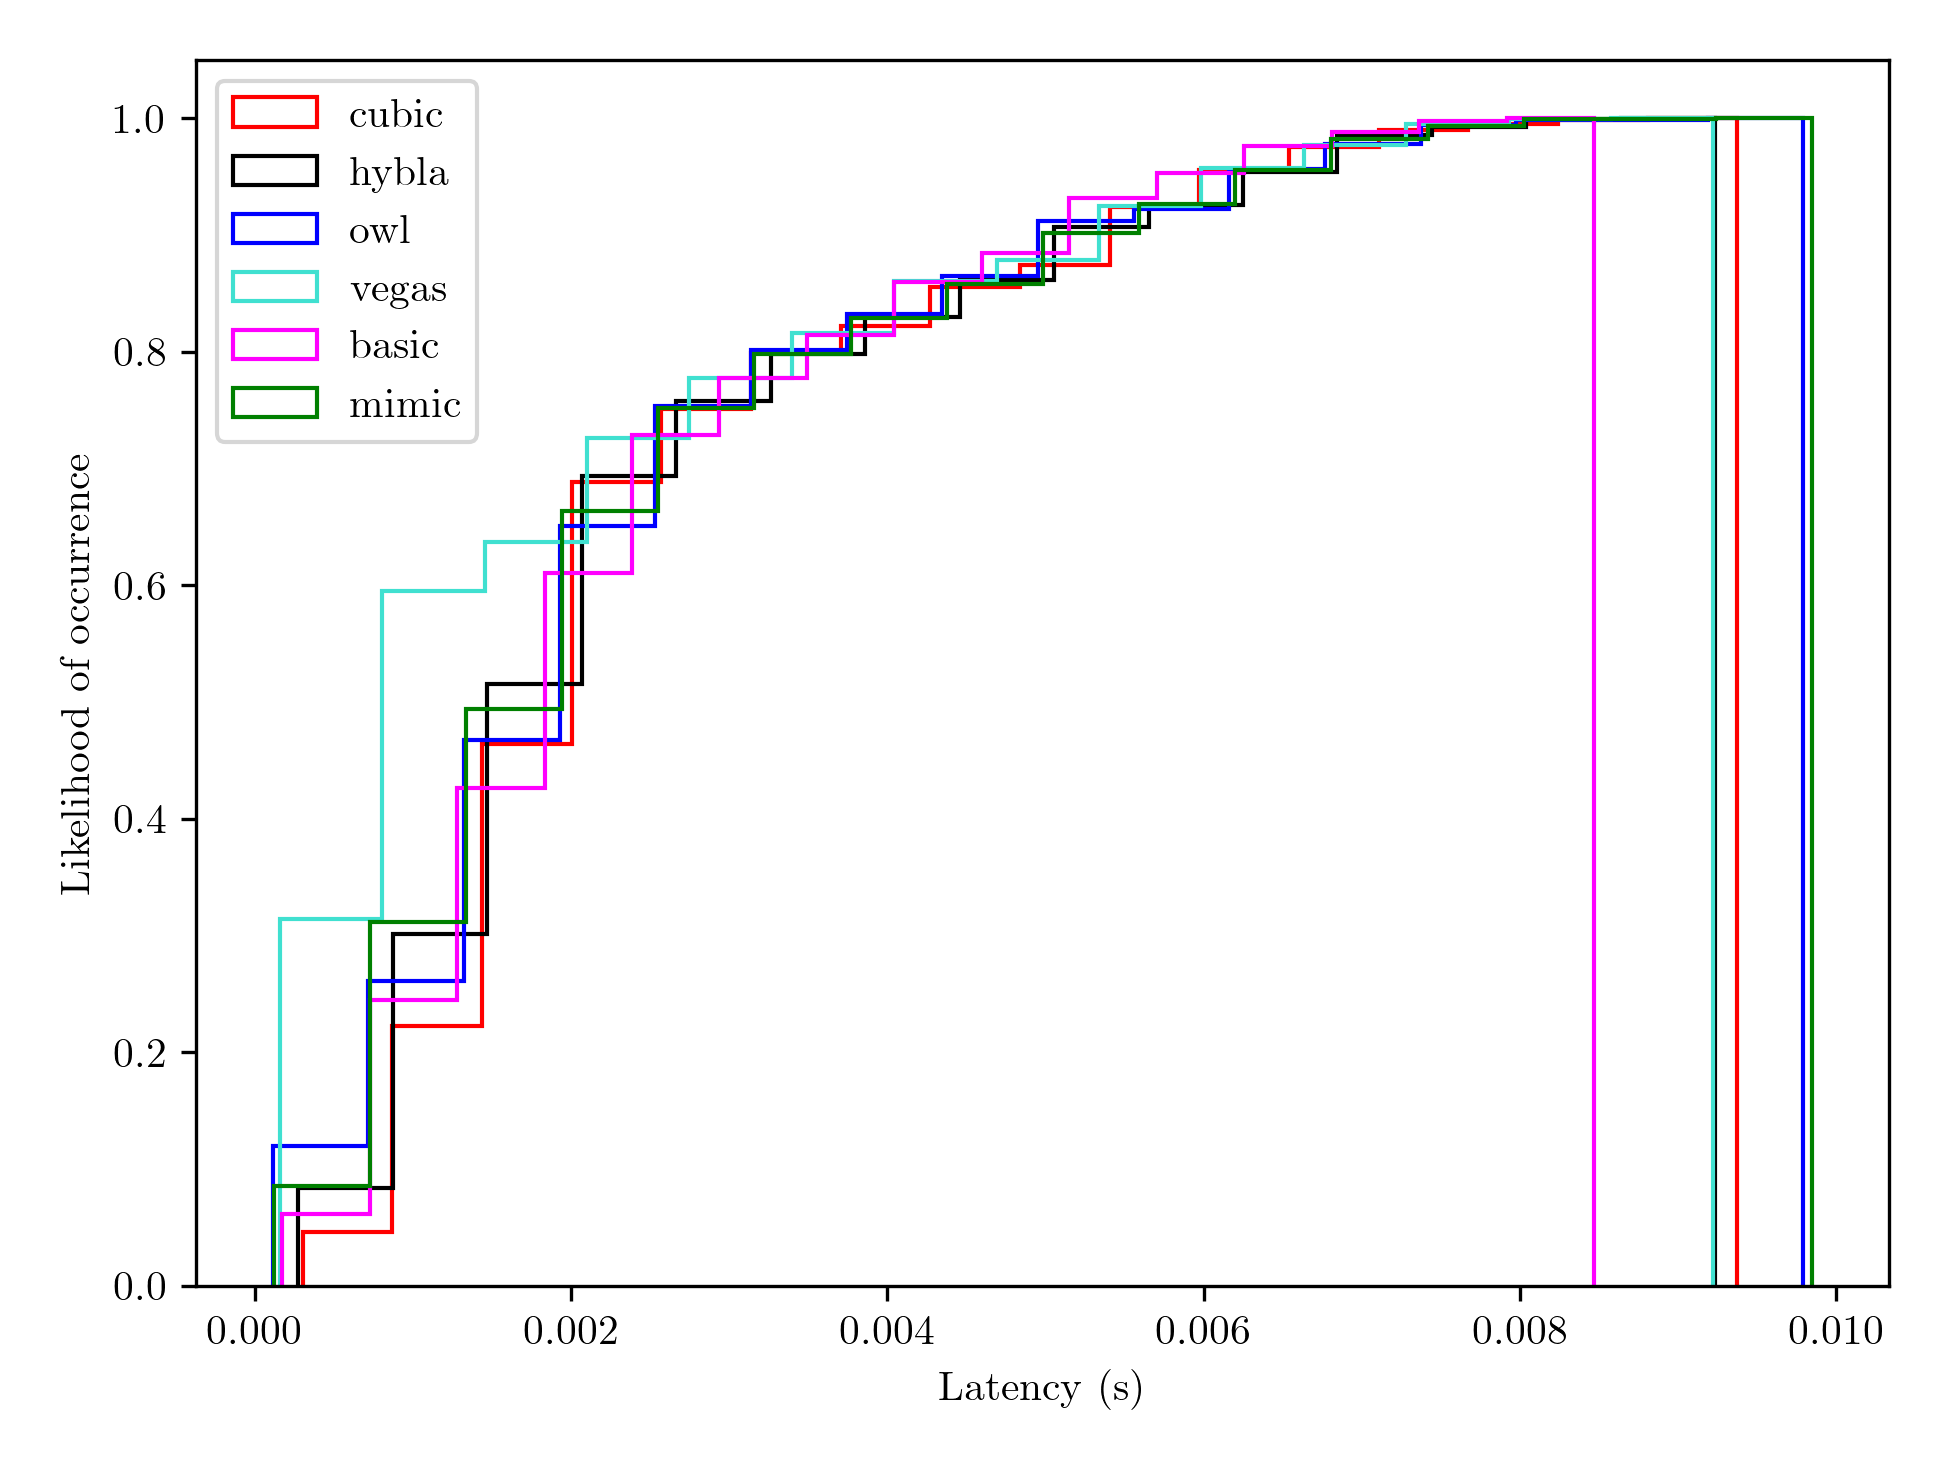 cubic
hybla
owl
vegas
basic
mimic
1.0
0.8
0.6
0.4
0.2
0.0
Likelihood of occurrence
0.000 0.002 0.004 0.006 0.008 0.010
Latency (s)